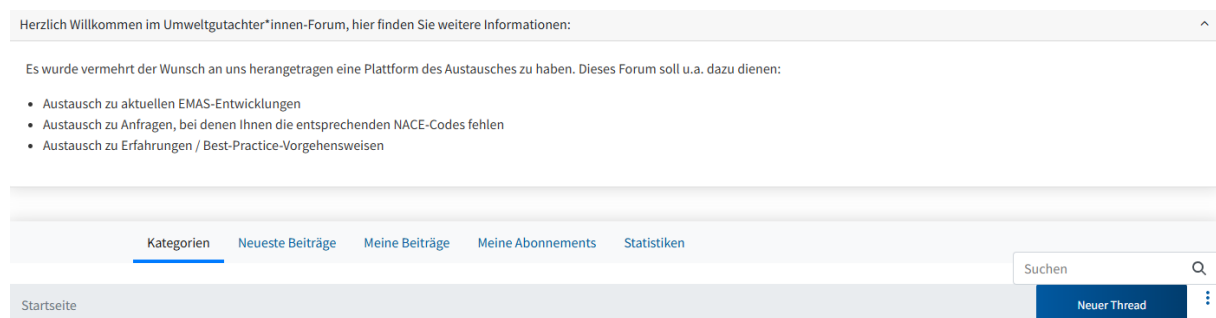 Herzlich Willkommen im Umweltgutachter*innen-Forum, hier finden Sie weitere Informationen:
Es wurde vermehrt der Wunsch an uns herangetragen eine Plattform des Austausches zu haben. Dieses Forum soll u.a. dazu dienen:
• Austausch zu aktuellen EMAS-Entwicklungen
• Austausch zu Anfragen, bei denen Ihnen die entsprechenden NACE-Codes fehlen
• Austausch zu Erfahrungen / Best-Practice-Vorgehensweisen
Kategorien Neueste Beiträge Meine Beiträge Meine Abonnements Statistiken
Suchen
Startseite Neuer Thread